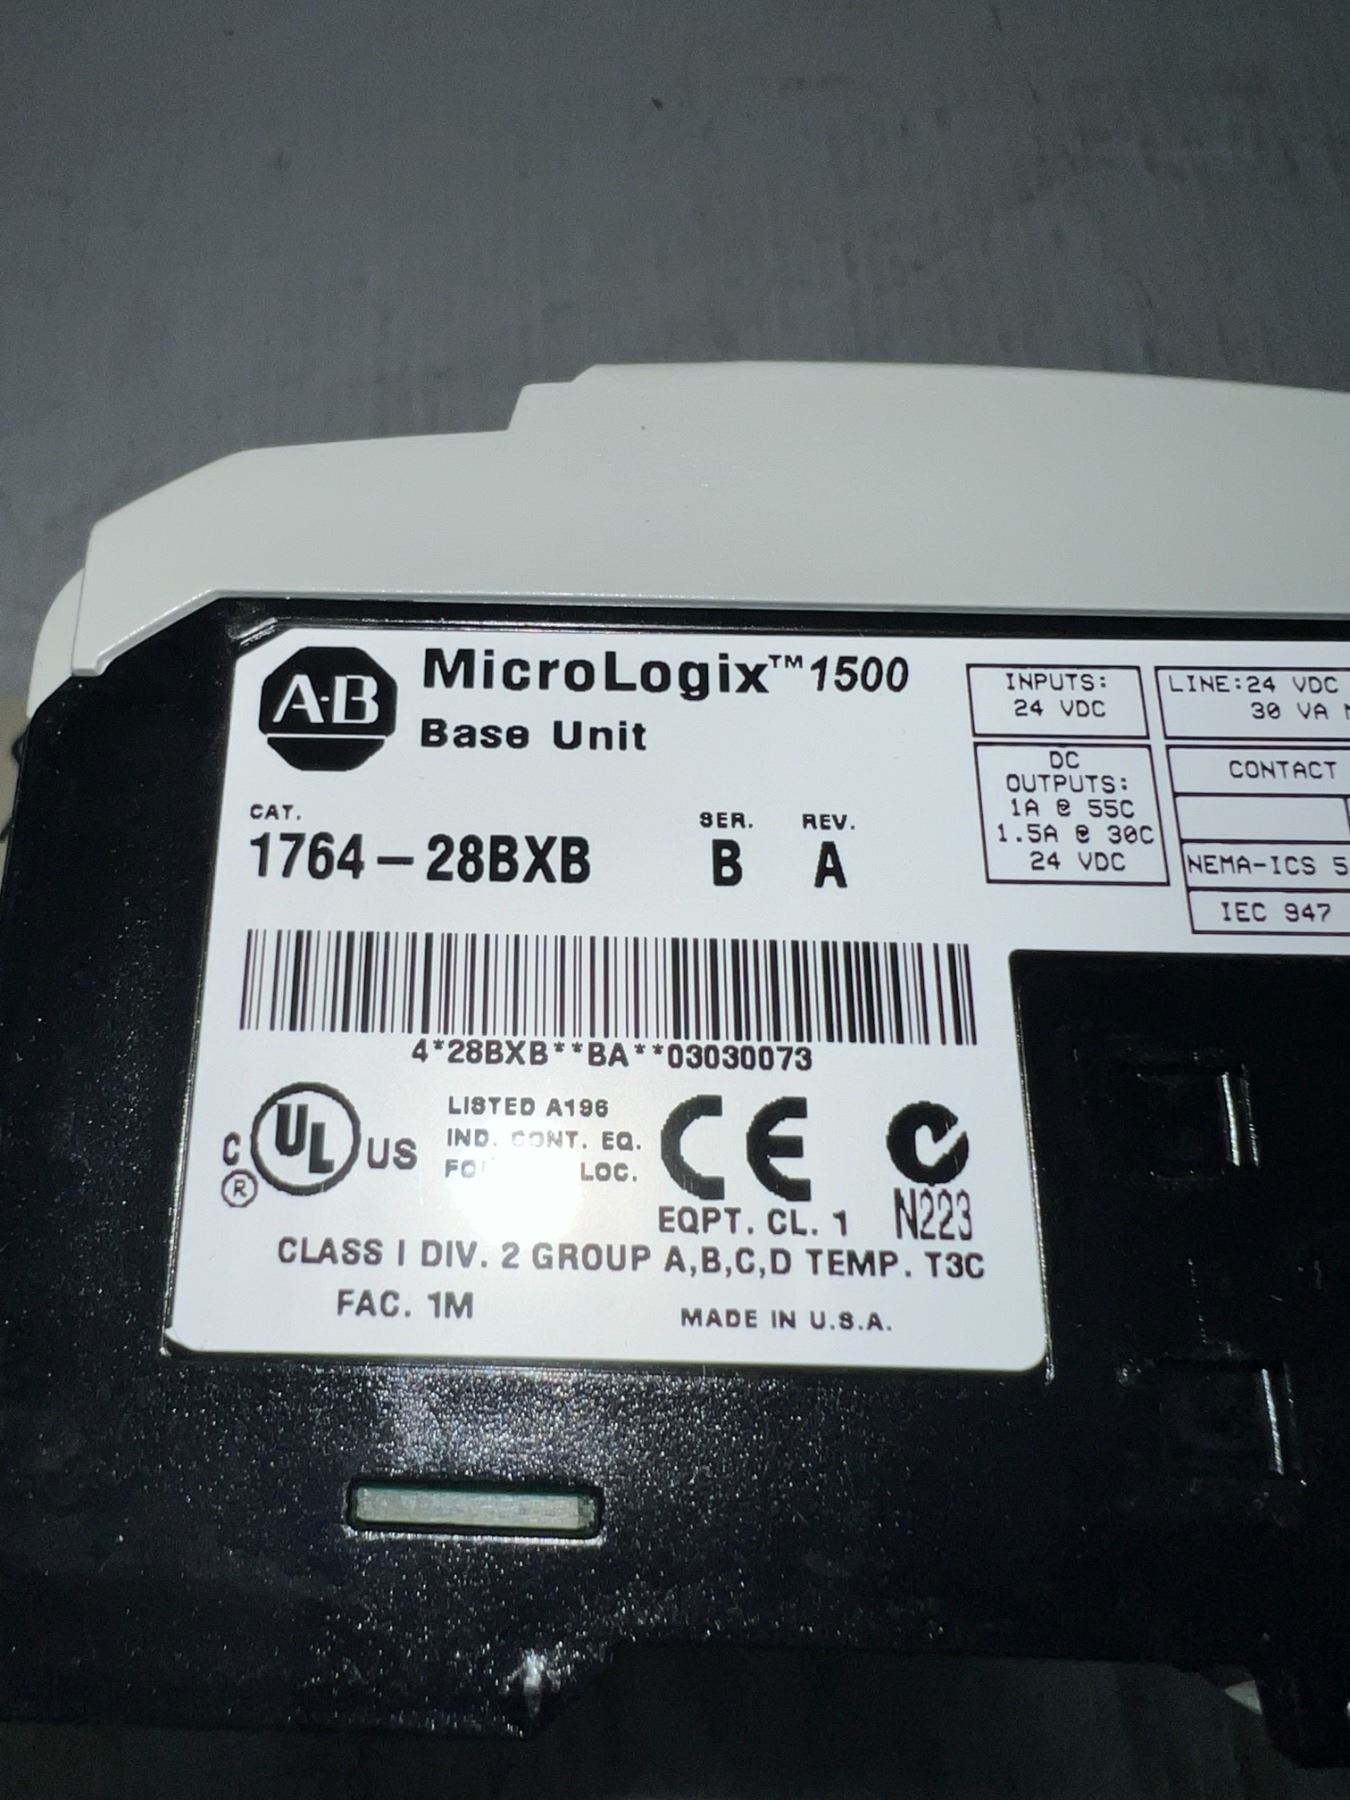 A-B
MicroLogix™ 1500
Base Unit
CAT.
1764-28BXB
SER.
B
REV.
A
INPUTS:
24 VDC
LINE:24 VDC
30 VA
DC
OUTPUTS:
1A @ 55C
1.5A @ 30C
24 VDC
CONTACT
NEMA-ICS 5
IEC 947
4*28BXB**BA**03030073
C UL US
®
LISTED A196
IND. CONT. EQ.
LOC.
CE
EQPT. CL. 1
N223
CLASS I DIV. 2 GROUP A,B,C,D TEMP. T3C
FAC. 1M
MADE IN U.S.A.